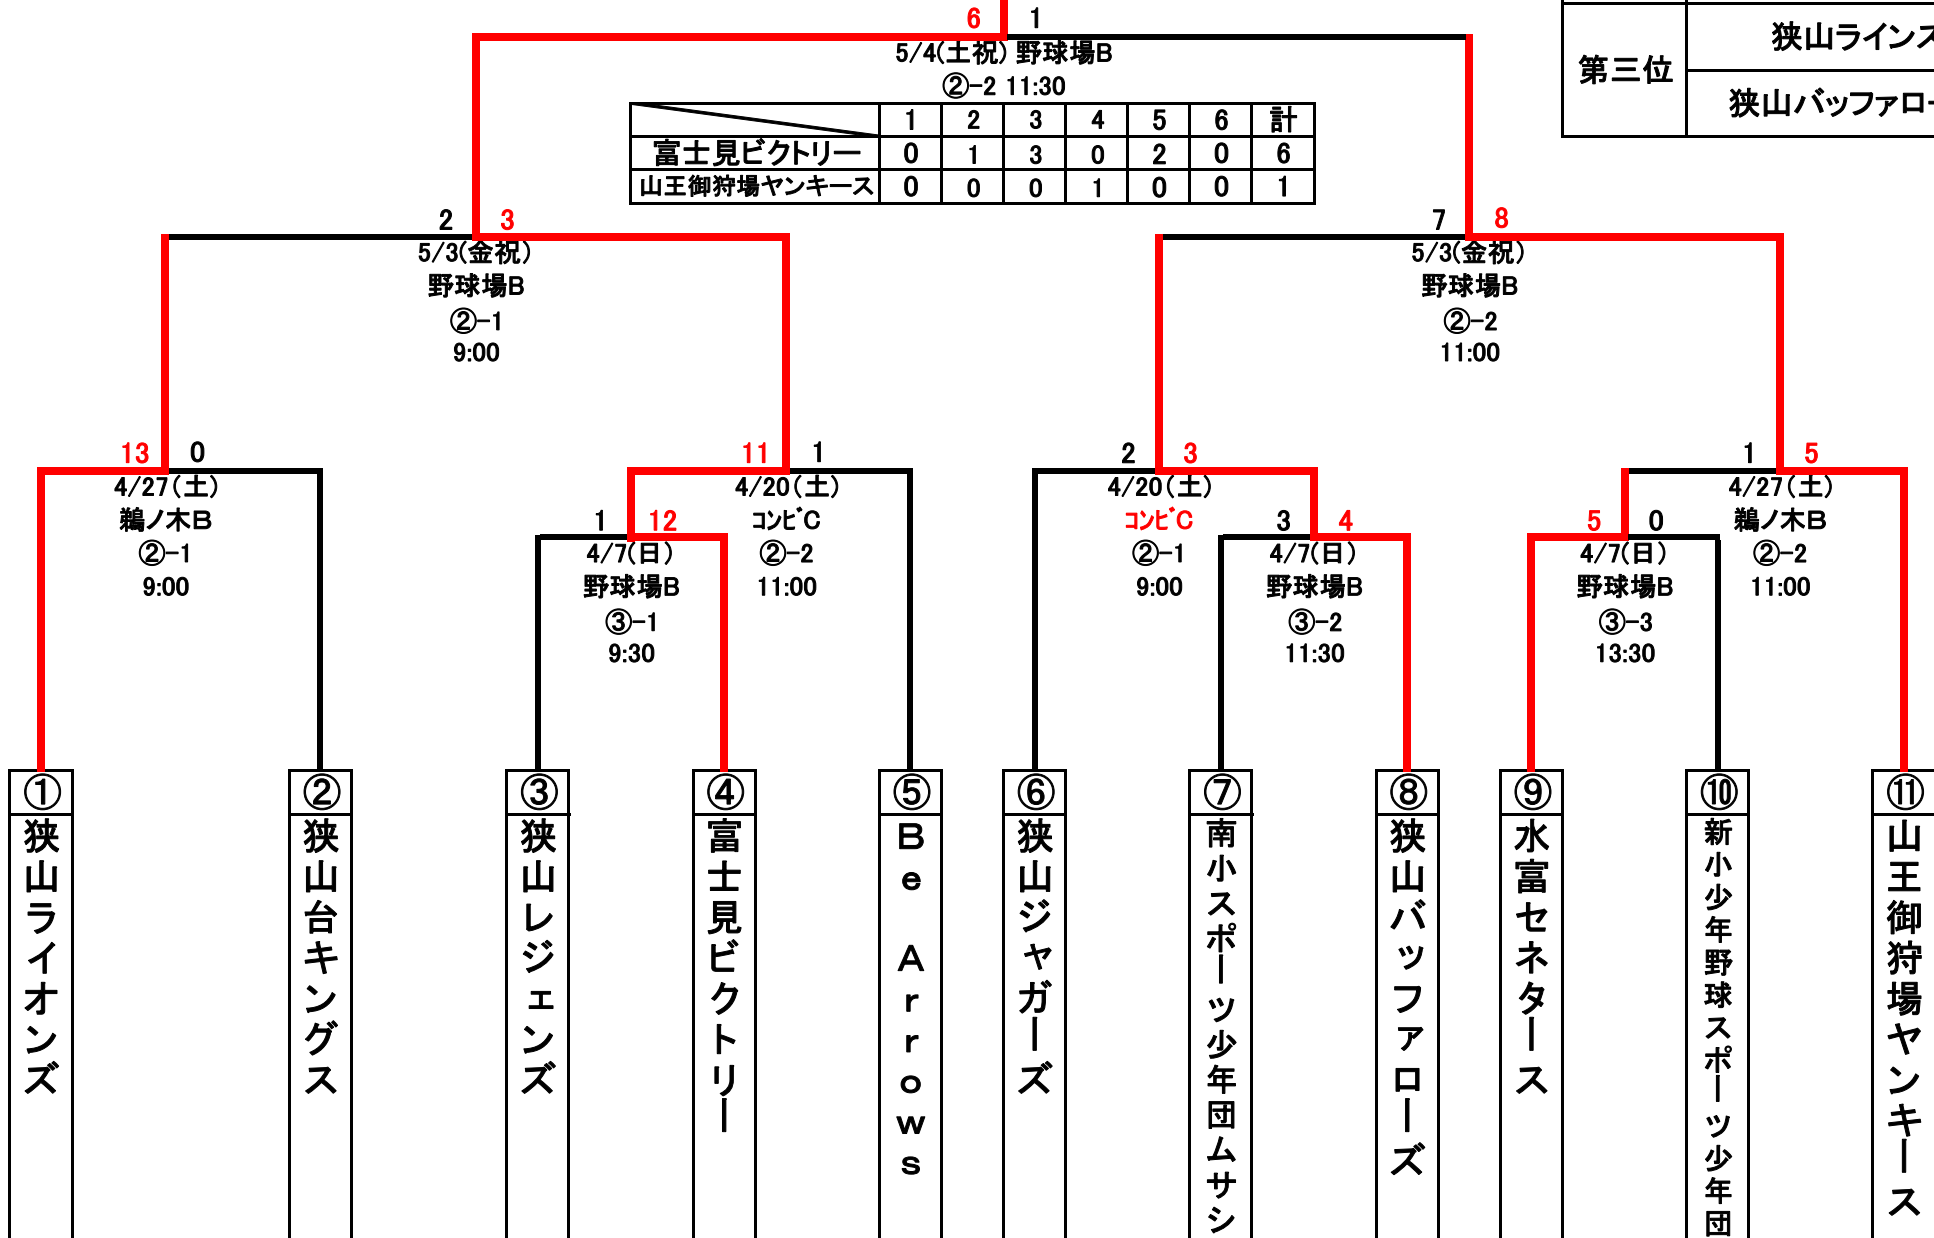 6 1
5/4(土祝) 野球場B
②-2 11:30
1 2 3 4 5 6 計
富士見ビクトリー 0 1 3 0 2 0 6
山王御狩場ヤンキース 0 0 0 1 0 0 1
第三位
狭山ラインズ
狭山バッファロー
2 3
5/3(金祝)
野球場B
②-1
9:00
7 8
5/3(金祝)
野球場B
②-2
11:00
13 0
4/27(土)
鵜ノ木B
②-1
9:00
11 1
4/20(土)
コンビC
②-2
11:00
1 12
4/7(日)
野球場B
③-1
9:30
2 3
4/20(土)
コンビC
②-1
9:00
3 4
4/7(日)
野球場B
③-2
11:30
1 5
4/27(土)
鵜ノ木B
②-2
11:00
5 0
4/7(日)
野球場B
③-3
13:30
①
狭山ライオンズ
②
狭山台キングス
③
狭山レジェンズ
④
富士見ビクトリー
⑤
Be Arrows
⑥
狭山ジャガーズ
⑦
南小スポーツ少年団ムサシ
⑧
狭山バッファローズ
⑨
水富セネタース
⑩
新小少年野球スポーツ少年団
⑪
山王御狩場ヤンキース